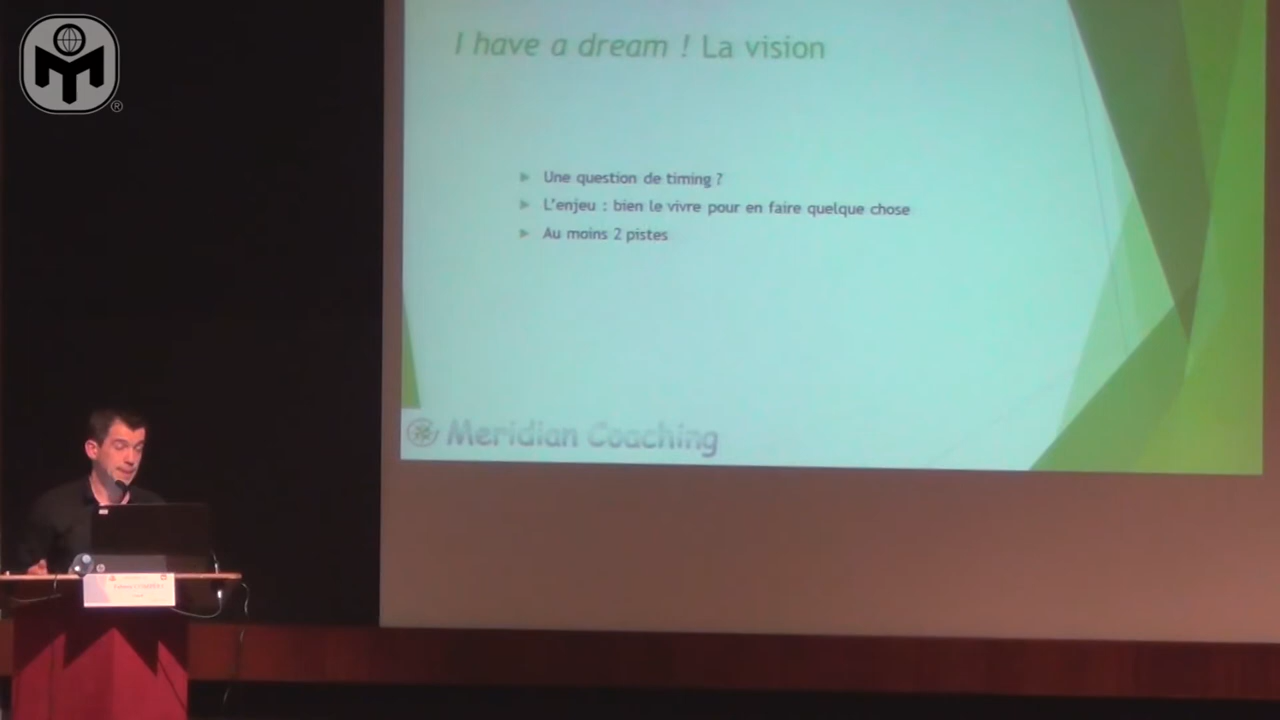 I have a dream ! La vision
Une question de timing ?
L'enjeu : bien le vivre pour en faire quelque chose
Au moins 2 pistes
Meridian Coaching
®